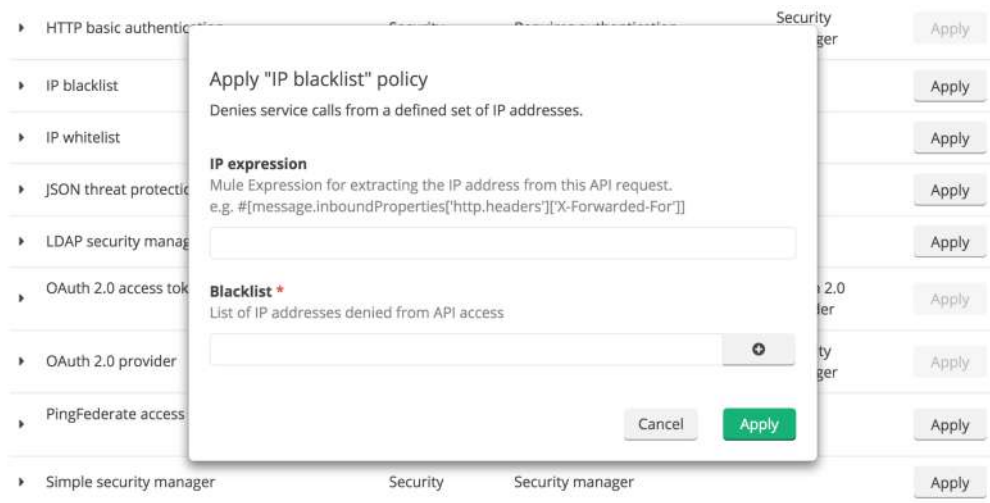 HTTP basic authentic
Security
Apply
IP blacklist
Apply
IP whitelist
Apply
JSON threat protectio
Apply
LDAP security manag
Apply
OAuth 2.0 access tok
2.0
Apply
OAuth 2.0 provider
Apply
PingFederate access
Apply
Simple security manager Security Security manager Apply
Apply "IP blacklist" policy
Denies service calls from a defined set of IP addresses.
IP expression
Mule Expression for extracting the IP address from this API request.
e.g. #[message.inboundProperties['http.headers']['X-Forwarded-For']]
Blacklist *
List of IP addresses denied from API access
Cancel Apply